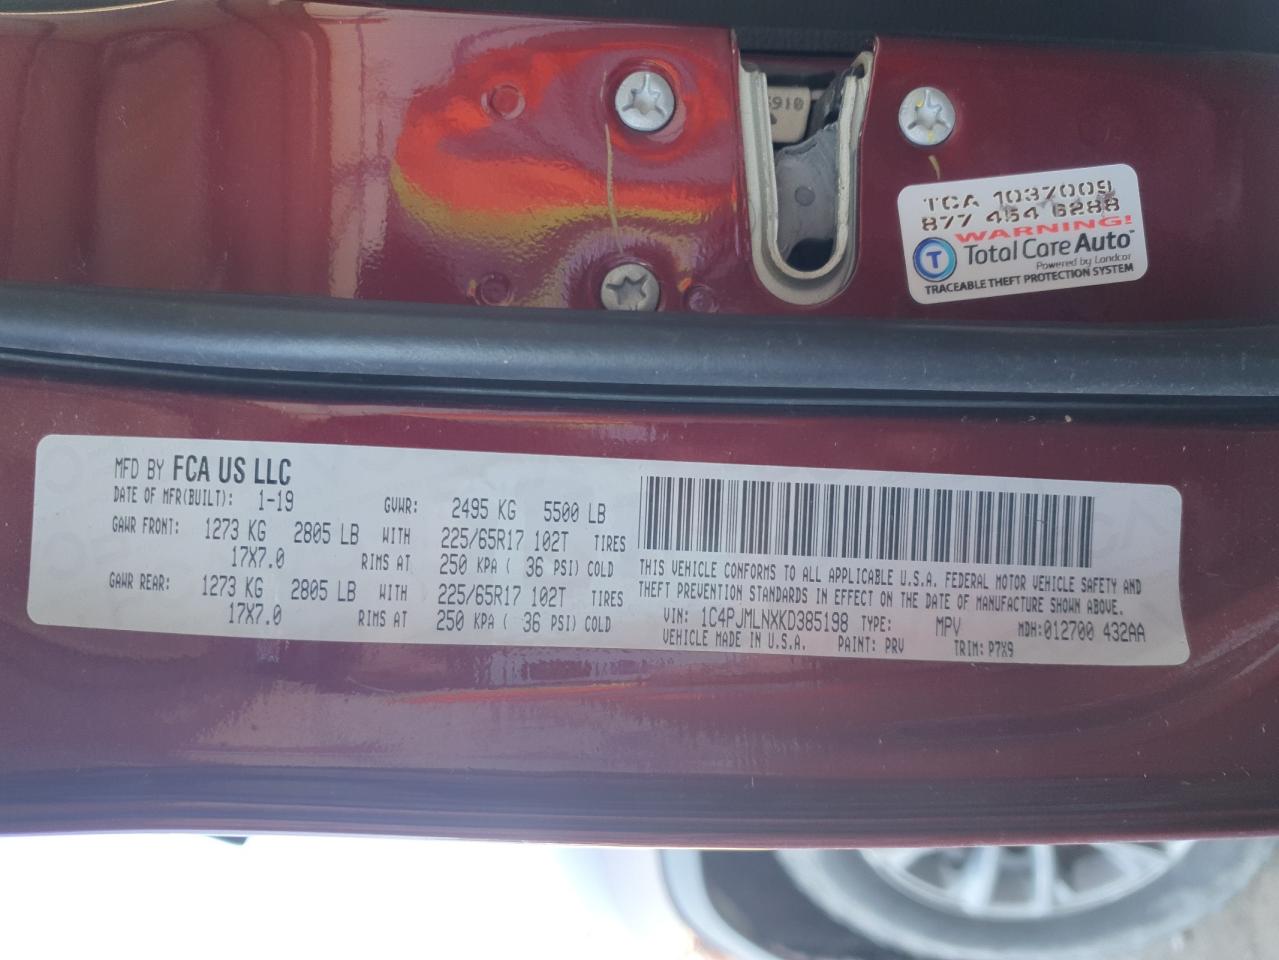 5910
TCA 1037009
877 454 6288
WARNING!
T Total Care Auto
Powered by Landcar
TRACEABLE THEFT PROTECTION SYSTEM
MFD BY FCA US LLC
DATE OF MFR(BUILT): 1-19 GVWR: 2495 KG 5500 LB
GAWR FRONT: 1273 KG 2805 LB WITH 225/65R17 102T TIRES
17X7.0 RIMS AT 250 KPA ( 36 PSI) COLD
GAWR REAR: 1273 KG 2805 LB WITH 225/65R17 102T TIRES
17X7.0 RIMS AT 250 KPA ( 36 PSI) COLD
THIS VEHICLE CONFORMS TO ALL APPLICABLE U.S.A. FEDERAL MOTOR VEHICLE SAFETY AND
THEFT PREVENTION STANDARDS IN EFFECT ON THE DATE OF MANUFACTURE SHOWN ABOVE.
VIN: 1C4PJMLNXKD385198 TYPE: MPV MDH:012700 432AA
VEHICLE MADE IN U.S.A. PAINT: PRV TRIM: P7X9